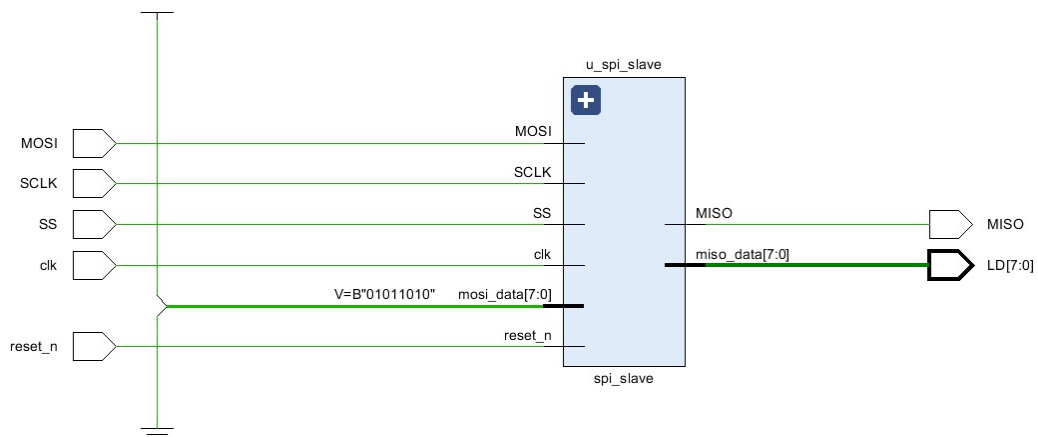 u_spi_slave
MOSI
MOSI
SCLK
SCLK
SS
SS
MISO
MISO
clk
clk
miso_data[7:0]
LD[7:0]
V=B"01011010"
mosi_data[7:0]
reset_n
reset_n
spi_slave